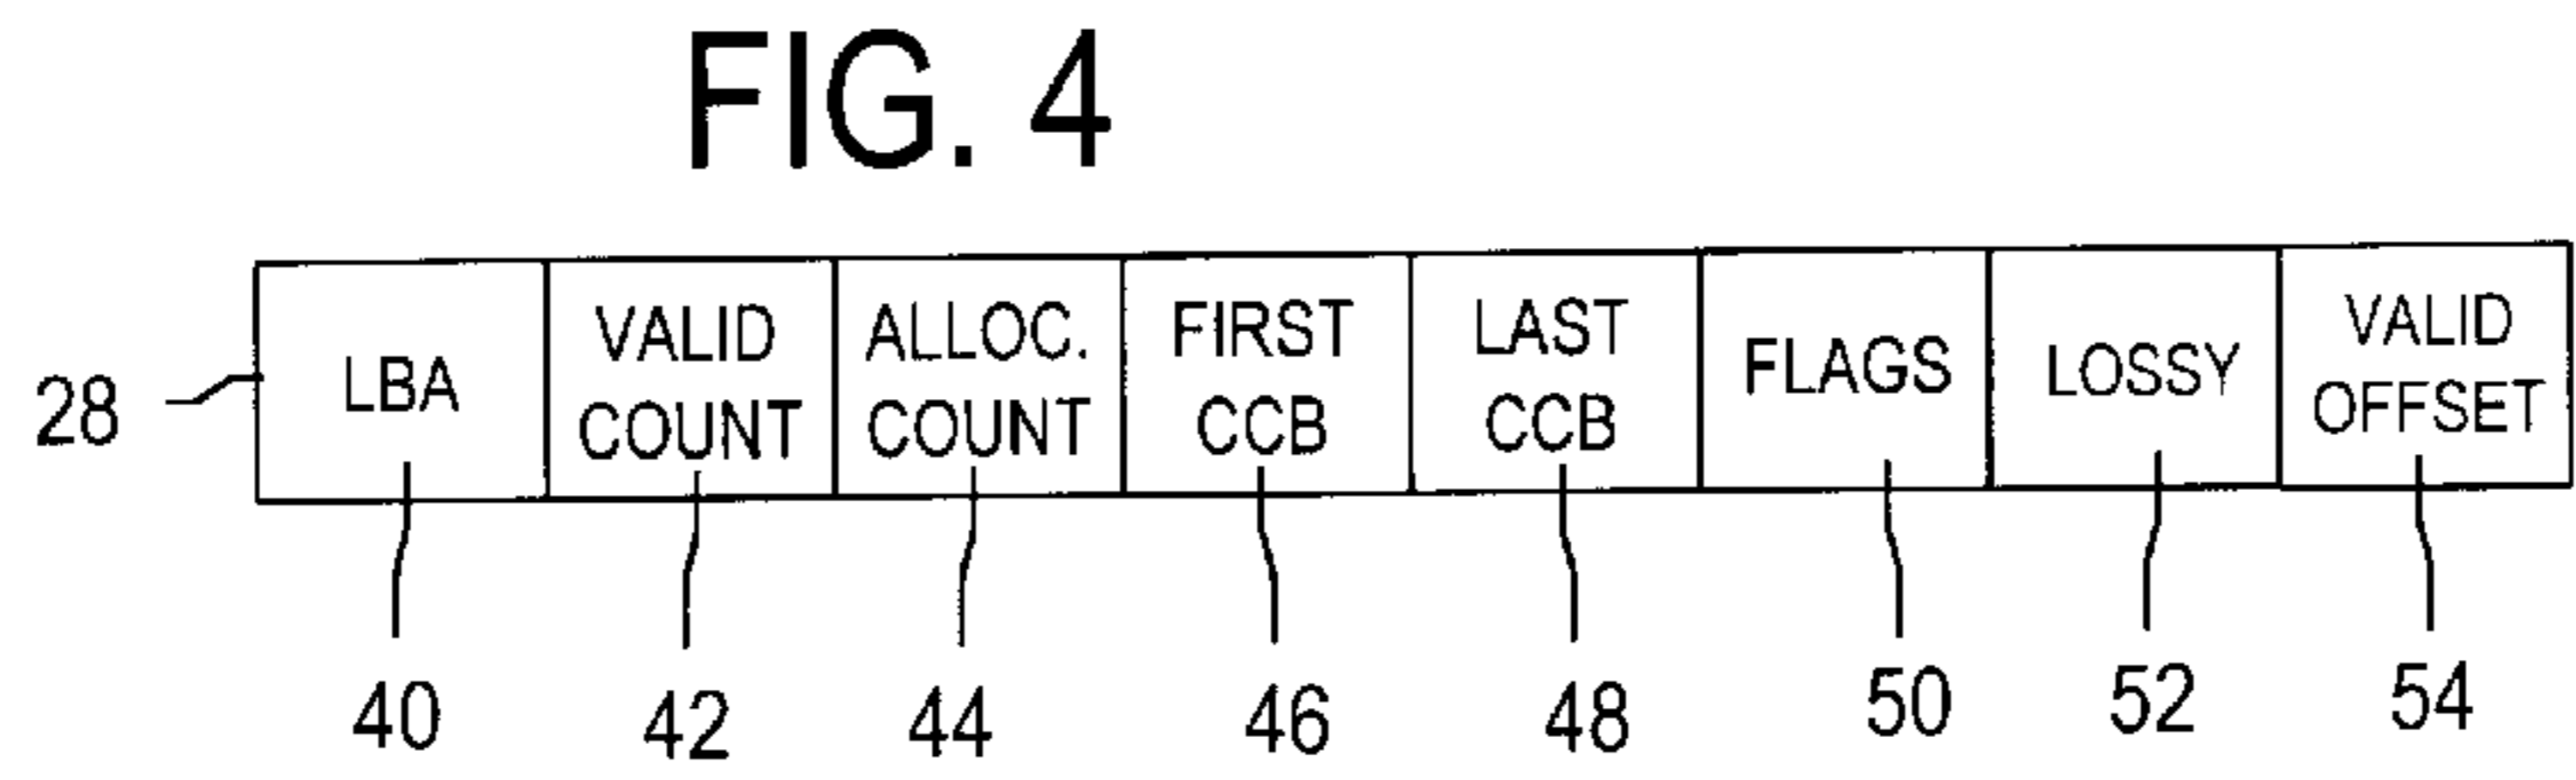 FIG. 4
28
LBA
VALID
COUNT
ALLOC.
COUNT
FIRST
CCB
LAST
CCB
FLAGS
LOSSY
VALID
OFFSET
40 42 44 46 48 50 52 54